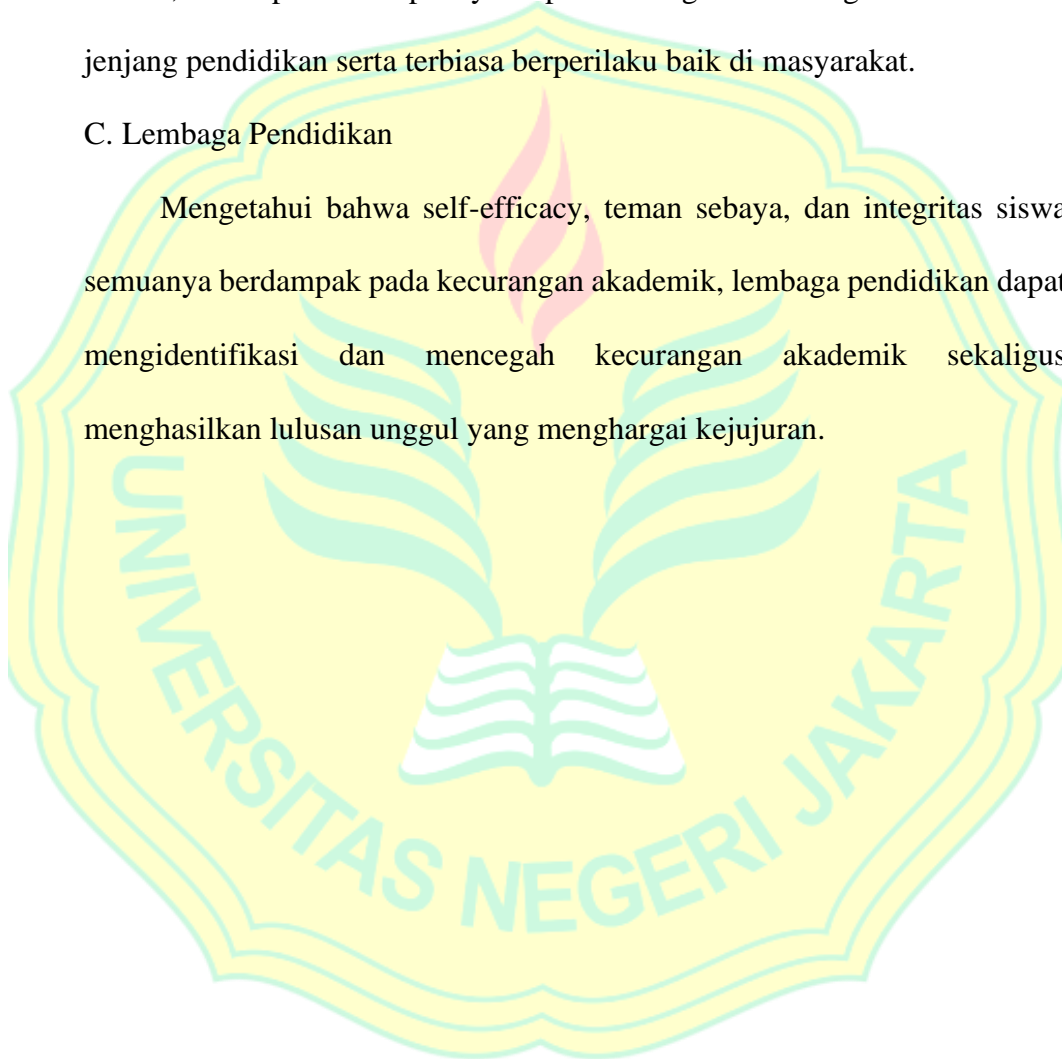 jenjang pendidikan serta terbiasa berperilaku baik di masyarakat.
C. Lembaga Pendidikan
Mengetahui bahwa self-efficacy, teman sebaya, dan integritas siswa
semuanya berdampak pada kecurangan akademik, lembaga pendidikan dapat
mengidentifikasi dan mencegah kecurangan akademik sekaligus
menghasilkan lulusan unggul yang menghargai kejujuran.
UNIVERSITAS NEGERI JAKARTA